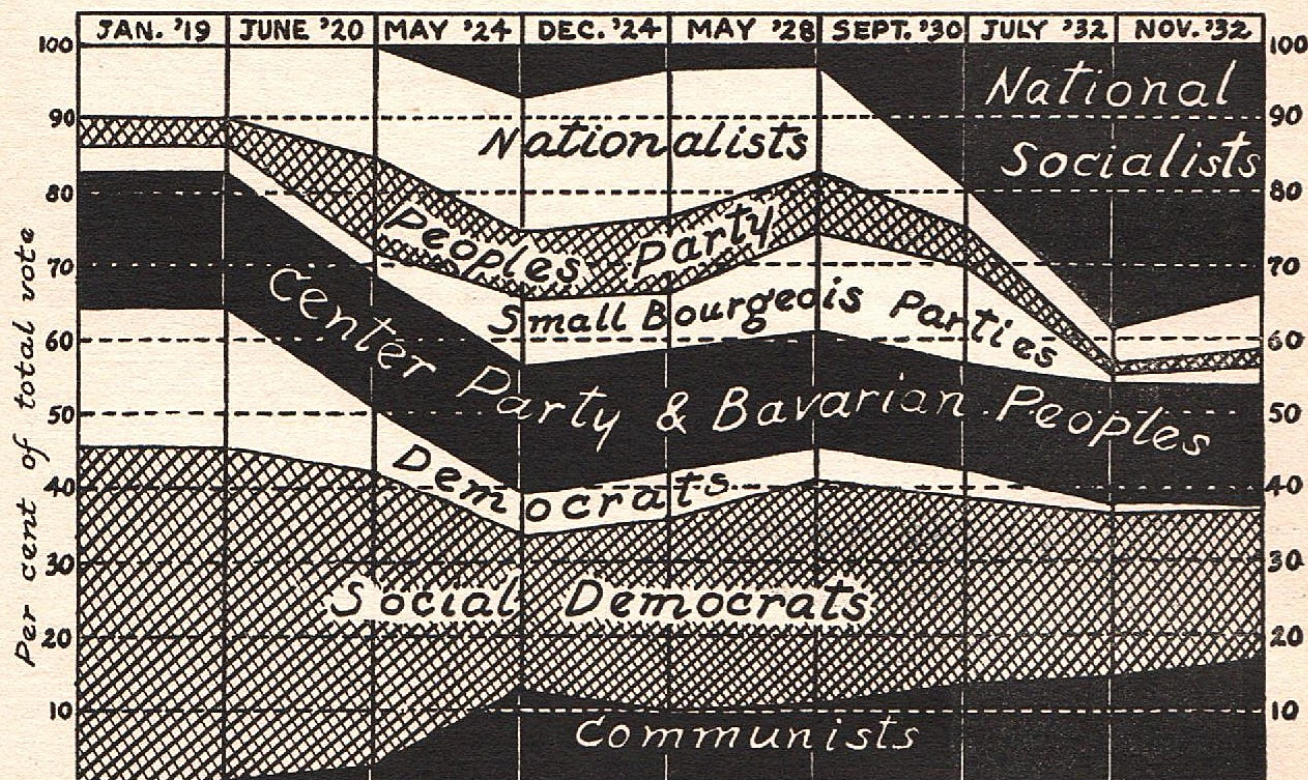 JAN. '19 JUNE '20 MAY '24 DEC. '24 MAY '28 SEPT. '30 JULY '32 NOV. '32
100 100
National
90 90
Nationalists
Socialists
80 80
Peoples Party
70 70
Center Party & Bavarian Peoples
Small Bourgeois Parties
60 60
50 50
Democrats
40 40
30 30
Social Democrats
20 20
10 10
Communists
Per cent of total vote